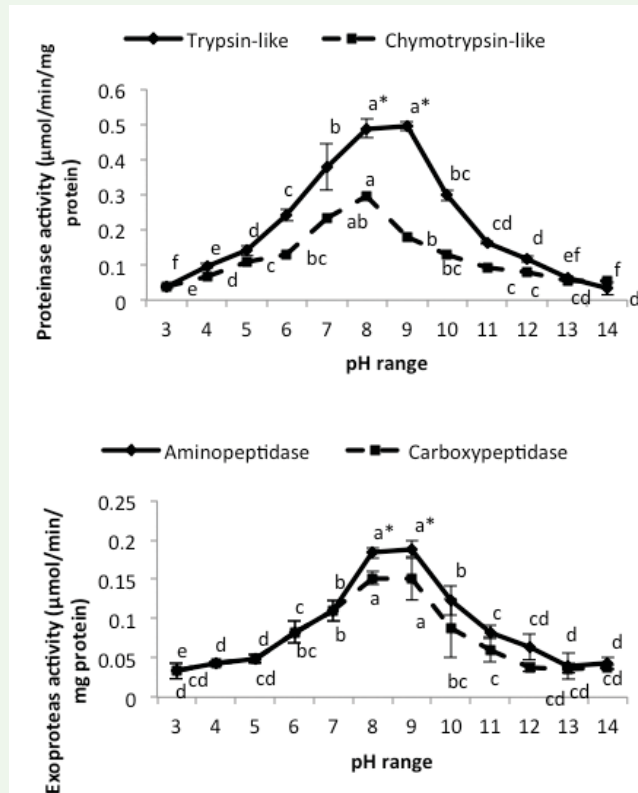 Trypsin-like Chymotrypsin-like
Proteinase activity (μmol/min/mg
protein)
0.6
0.5
0.4
0.3
0.2
0.1
0
f e d c b a* a* bc cd d ef f
e d c bc ab a b bc c c cd d
3 4 5 6 7 8 9 10 11 12 13 14
pH range
Aminopeptidase Carboxypeptidase
Exoproteas activity (μmol/min/
mg protein)
0.25
0.2
0.15
0.1
0.05
0
e d d c b a* a* b c cd d d
d cd cd bc b a a bc c cd cd cd
3 4 5 6 7 8 9 10 11 12 13 14
pH range